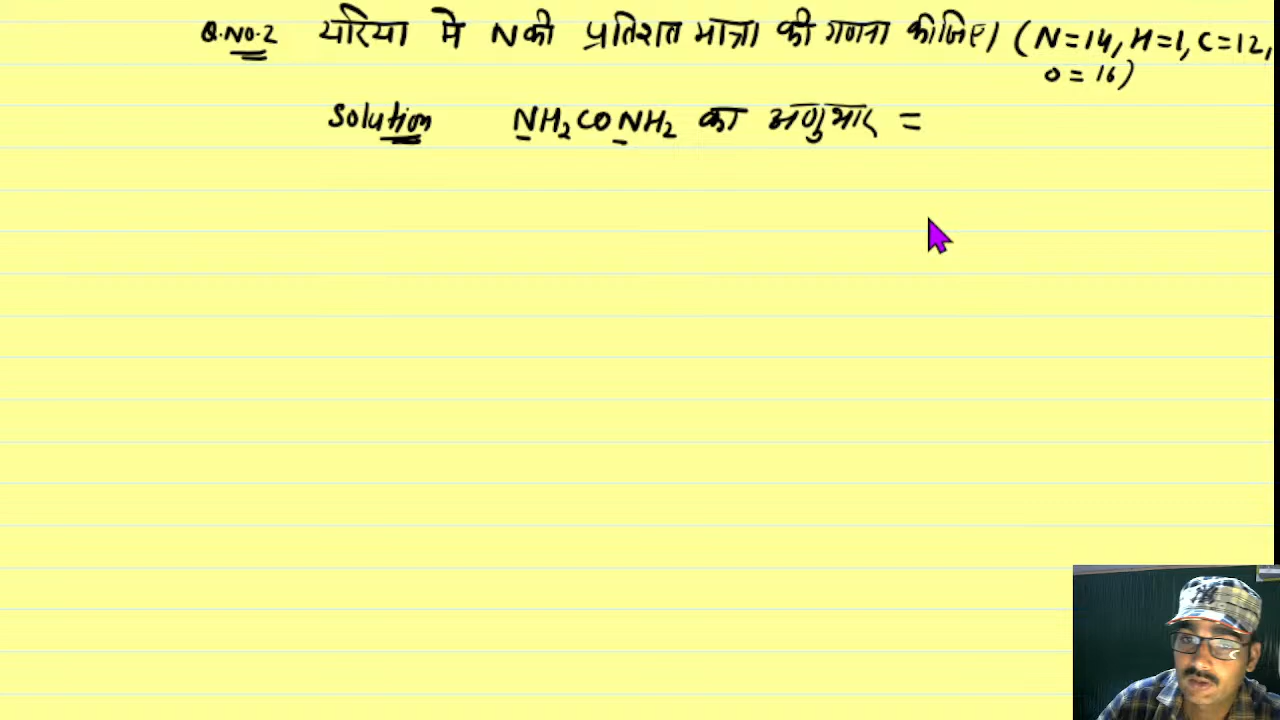 Q.NO.2 यूरिया मे N की प्रतिशत मात्रा की गणना कीजिए। (N=14, H=1, C=12,
O=16)
Solution NH₂CONH₂ का अणुभार =